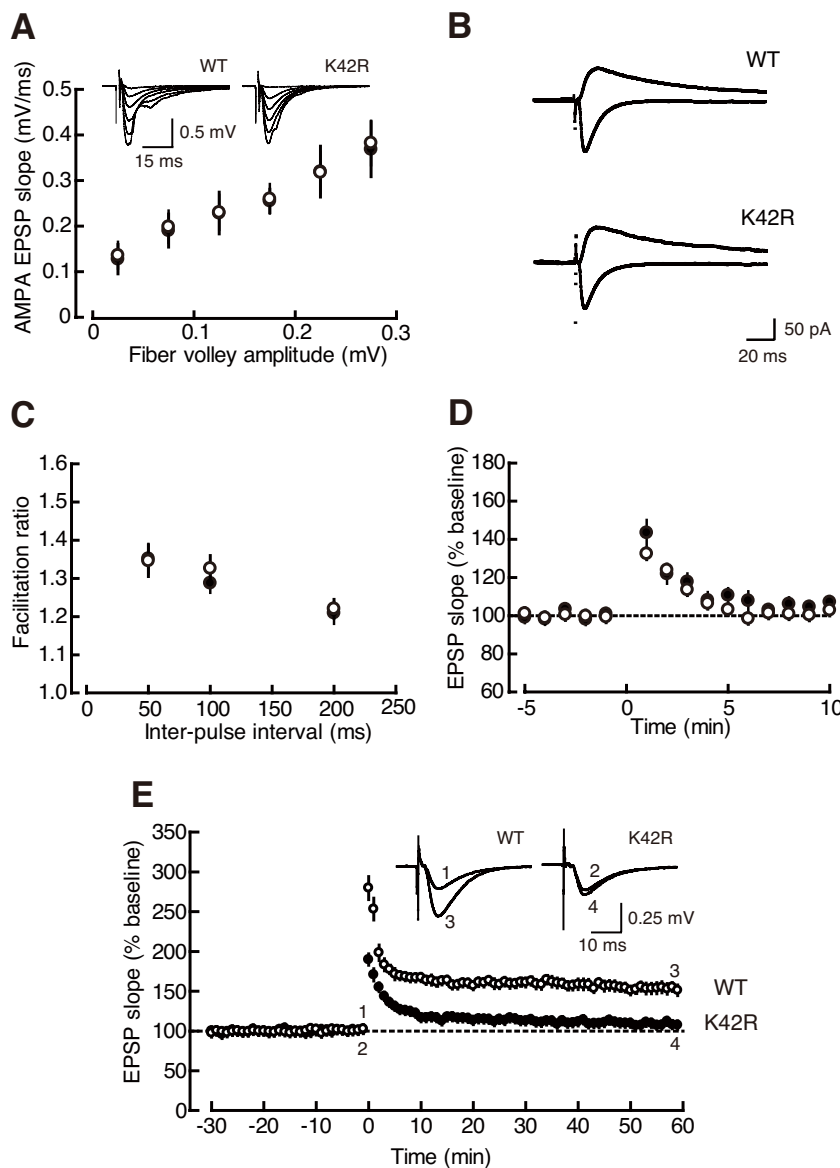 A
WT
K42R
0.5 mV
15 ms
AMPA EPSP slope (mV/ms)
0.5
0.4
0.3
0.2
0.1
0
0
0.1
0.2
0.3
Fiber volley amplitude (mV)
B
WT
K42R
50 pA
20 ms
C
Facilitation ratio
1.6
1.5
1.4
1.3
1.2
1.1
1.0
0
50
100
150
200
250
Inter-pulse interval (ms)
D
EPSP slope (% baseline)
180
160
140
120
100
80
60
-5
0
5
10
Time (min)
E
EPSP slope (% baseline)
350
300
250
200
150
100
50
0
WT
K42R
1
3
2
4
0.25 mV
10 ms
3
WT
1
K42R
2
4
-30
-20
-10
0
10
20
30
40
50
60
Time (min)